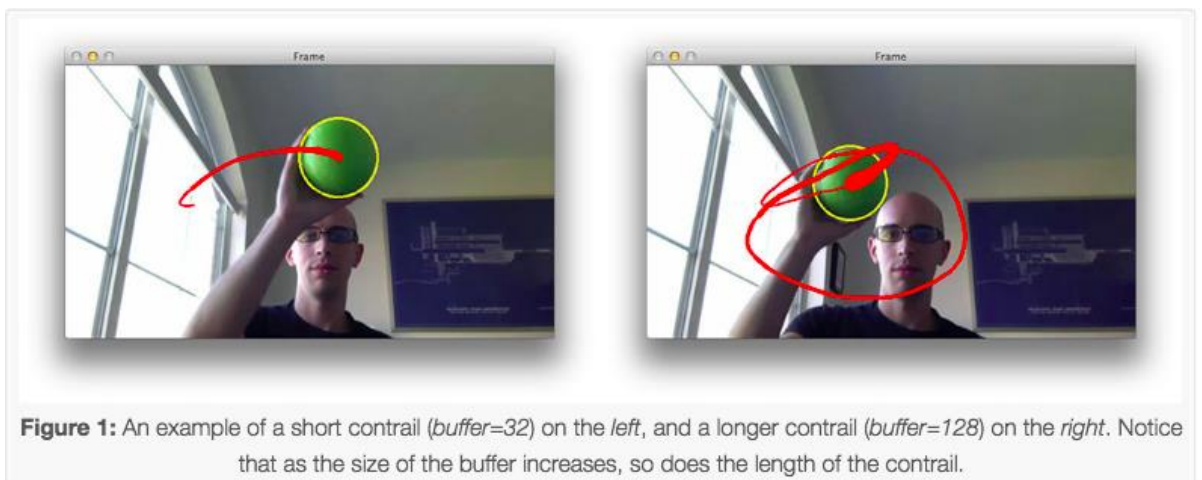 Frame
Frame
Figure 1: An example of a short contrail (buffer=32) on the left, and a longer contrail (buffer=128) on the right. Notice
that as the size of the buffer increases, so does the length of the contrail.